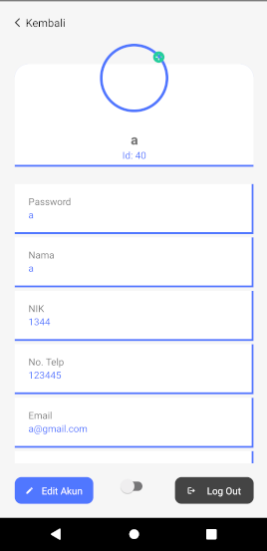 Kembali
a
Id: 40
Password
a
Nama
a
NIK
1344
No. Telp
123445
Email
a@gmail.com
Edit Akun
Log Out